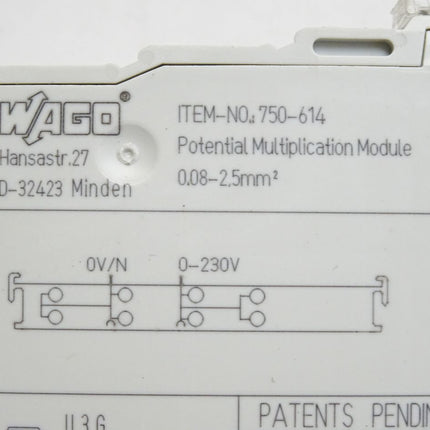 WAGO®
Hansastr.27
D-32423 Minden
ITEM-NO.: 750-614
Potential Multiplication Module
0,08-2,5mm²
0V/N 0-230V
PATENTS PENDIN